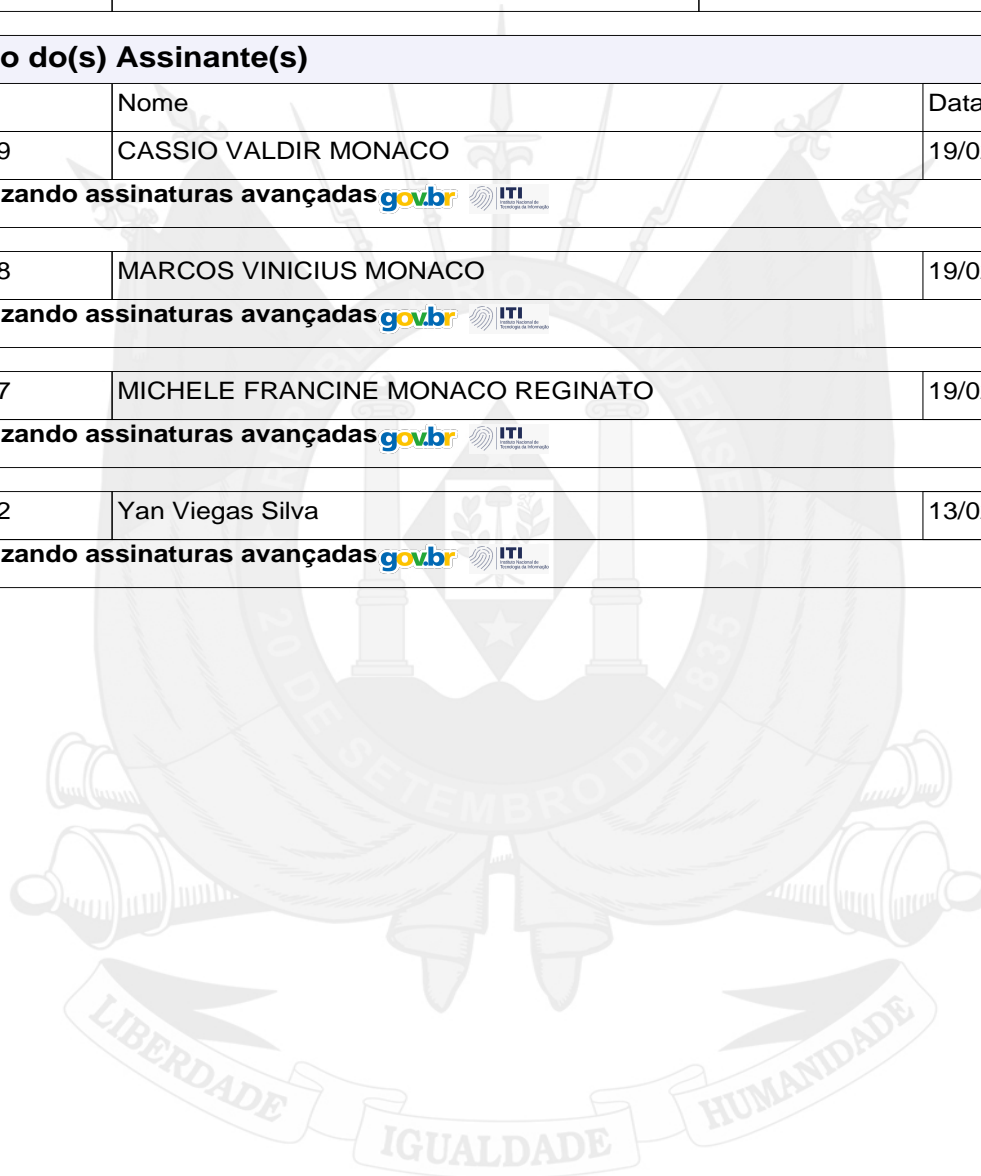 o do(s) Assinante(s)
Nome Data
9 CASSIO VALDIR MONACO 19/0
zando assinaturas avançadas gov.br ITI
8 MARCOS VINICIUS MONACO 19/0
zando assinaturas avançadas gov.br ITI
7 MICHELE FRANCINE MONACO REGINATO 19/0
zando assinaturas avançadas gov.br ITI
2 Yan Viegas Silva 13/0
zando assinaturas avançadas gov.br ITI
20 DE SETEMBRO DE 1835
LIBERDADE IGUALDADE HUMANIDADE